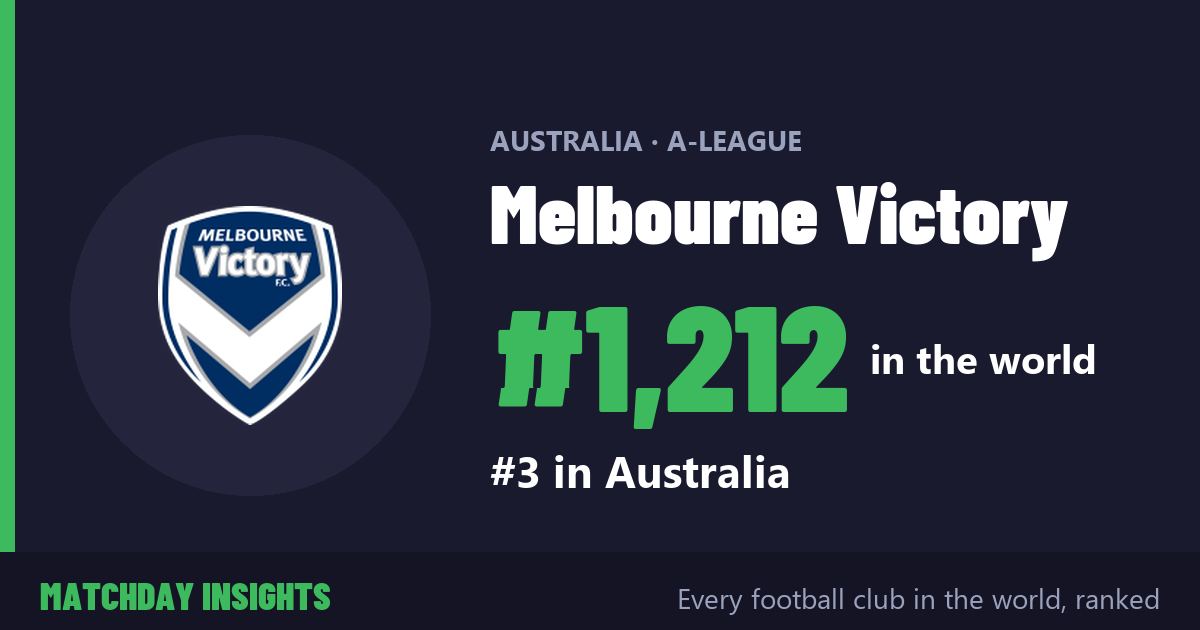 MELBOURNE
Victory
F.C.
AUSTRALIA · A-LEAGUE
Melbourne Victory
#1,212 in the world
#3 in Australia
MATCHDAY INSIGHTS
Every football club in the world, ranked